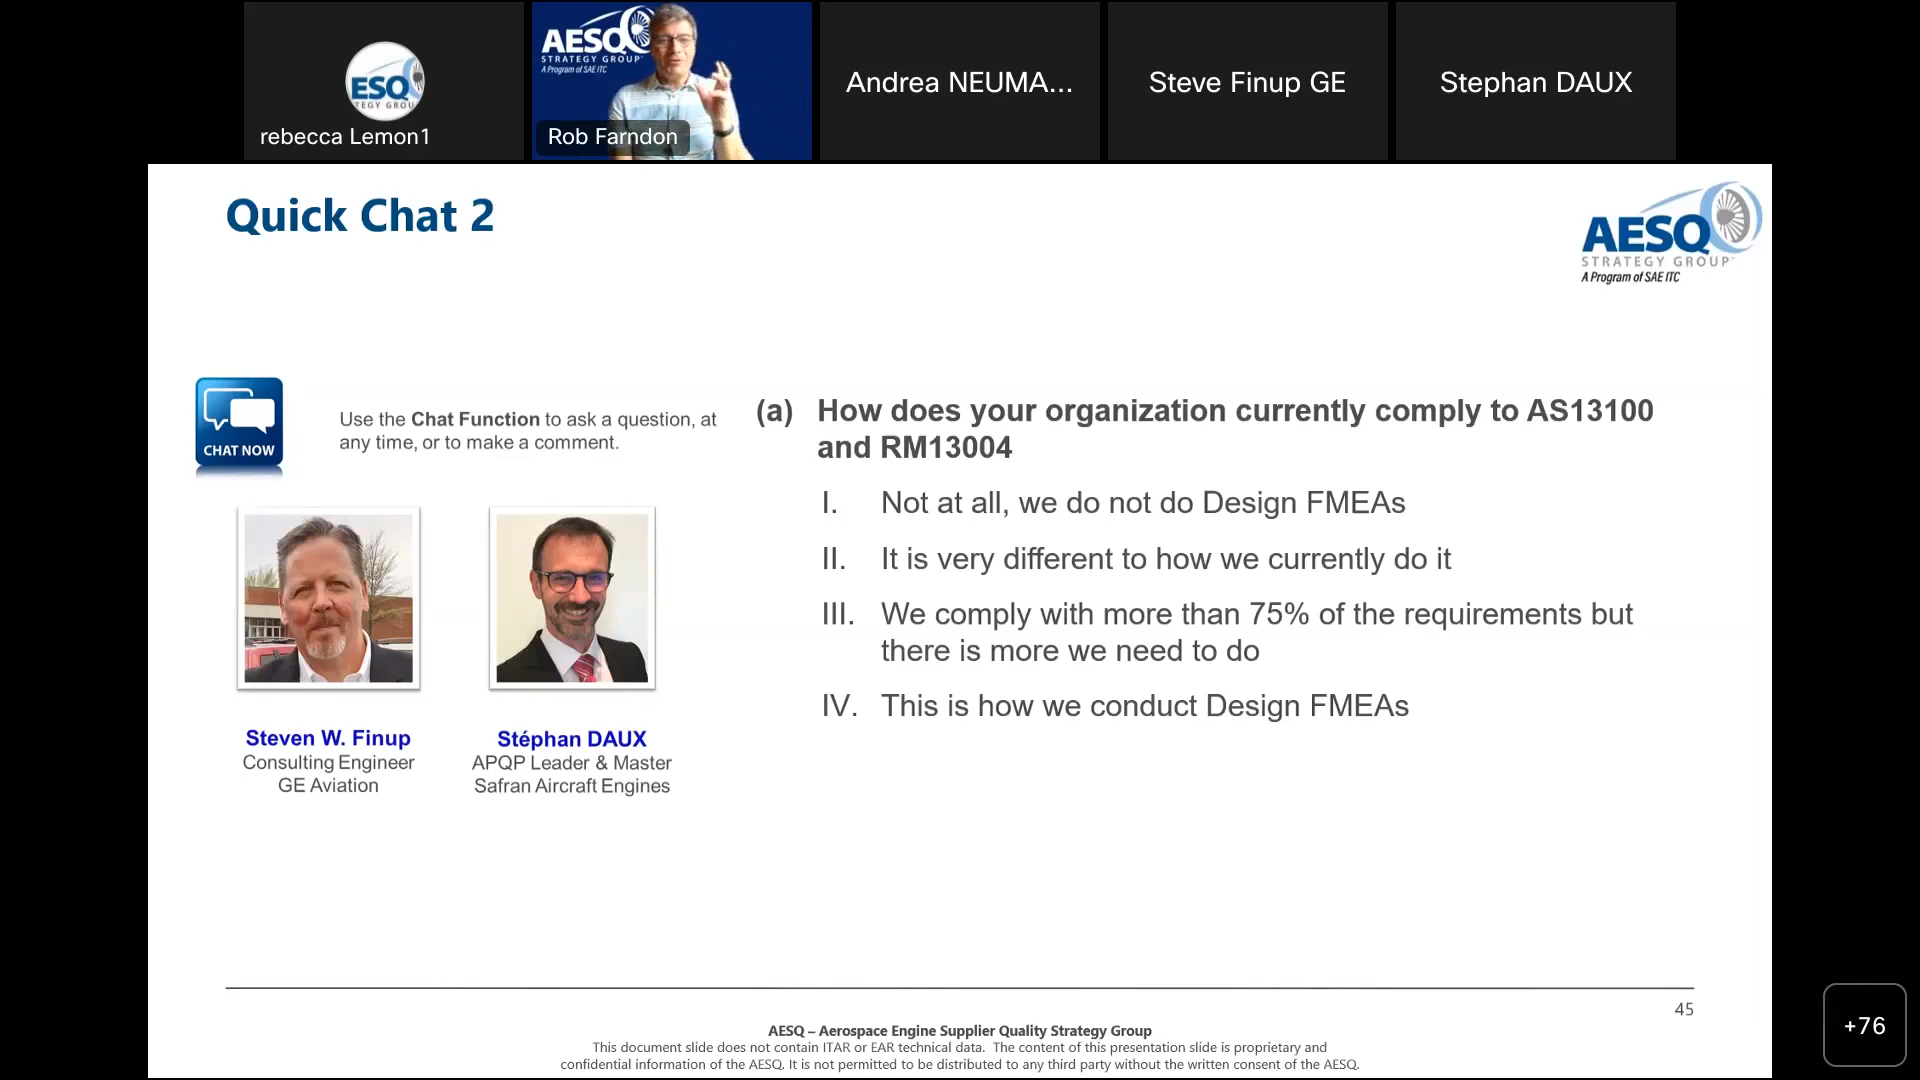 ESQ
TEGY GROU
rebecca Lemon1
AESQ
STRATEGY GROUP
A Program of SAE ITC
Rob Farndon
Andrea NEUMA...
Steve Finup GE
Stephan DAUX
Quick Chat 2
AESQ
STRATEGY GROUP
A Program of SAE ITC
CHAT NOW
Use the Chat Function to ask a question, at
any time, or to make a comment.
Steven W. Finup
Consulting Engineer
GE Aviation
Stéphan DAUX
APQP Leader & Master
Safran Aircraft Engines
(a) How does your organization currently comply to AS13100
and RM13004
I. Not at all, we do not do Design FMEAs
II. It is very different to how we currently do it
III. We comply with more than 75% of the requirements but
there is more we need to do
IV. This is how we conduct Design FMEAs
45
AESQ – Aerospace Engine Supplier Quality Strategy Group
This document slide does not contain ITAR or EAR technical data. The content of this presentation slide is proprietary and
confidential information of the AESQ. It is not permitted to be distributed to any third party without the written consent of the AESQ.
+76